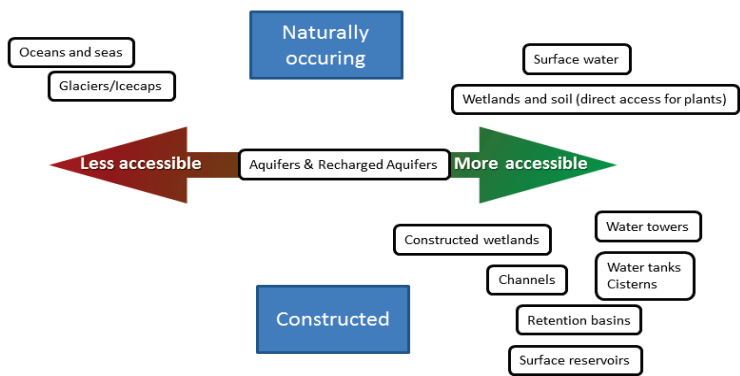 Naturally
occuring
Oceans and seas
Glaciers/Icecaps
Surface water
Wetlands and soil (direct access for plants)
Less accessible
Aquifers & Recharged Aquifers
More accessible
Constructed wetlands
Water towers
Channels
Water tanks
Cisterns
Constructed
Retention basins
Surface reservoirs